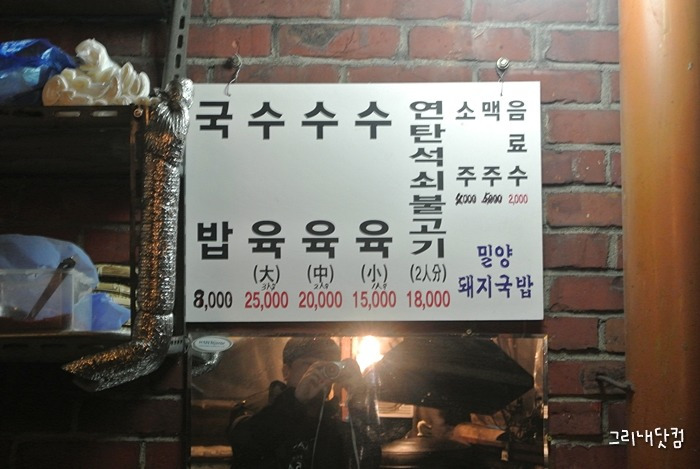 국밥 8,000
수육 (大) 25,000
수육 (中) 20,000
수육 (小) 15,000
연탄석쇠불고기 (2人分) 18,000
소주
맥주
음료수 2,000
밀양
돼지국밥
그리내닷컴